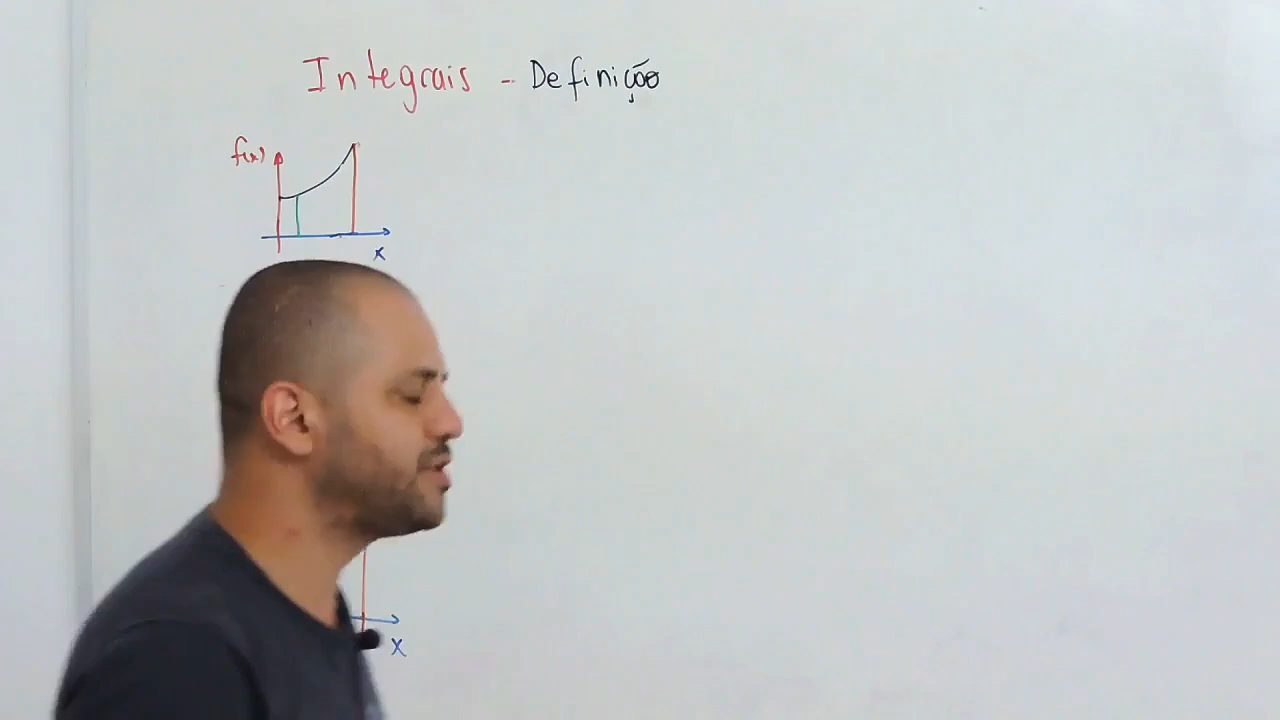 Integrais - Definição
f(x)
x
x